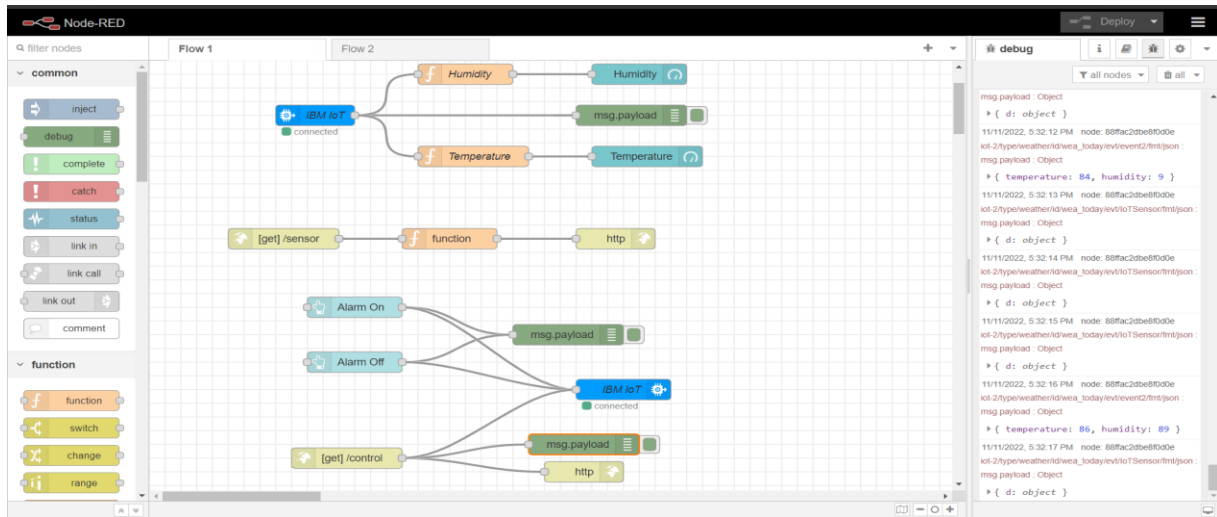 Node-RED
Deploy
filter nodes
Flow 1
Flow 2
debug
i
all nodes
all
common
inject
debug
complete
catch
status
link in
link call
link out
comment
function
function
switch
change
range
Humidity
Humidity
IBM IoT
connected
msg.payload
Temperature
Temperature
[get] /sensor
function
http
Alarm On
msg.payload
Alarm Off
IBM IoT
connected
msg.payload
[get] /control
http
msg.payload : Object
{ d: object }
11/11/2022, 5:32:12 PM node: 88ffac2dbe8f0d0e
iot-2/type/weather/id/wea_today/evt/event2/fmt/json :
msg.payload : Object
{ temperature: 84, humidity: 9 }
11/11/2022, 5:32:13 PM node: 88ffac2dbe8f0d0e
iot-2/type/weather/id/wea_today/evt/IoTSensor/fmt/json :
msg.payload : Object
{ d: object }
11/11/2022, 5:32:14 PM node: 88ffac2dbe8f0d0e
iot-2/type/weather/id/wea_today/evt/IoTSensor/fmt/json :
msg.payload : Object
{ d: object }
11/11/2022, 5:32:15 PM node: 88ffac2dbe8f0d0e
iot-2/type/weather/id/wea_today/evt/IoTSensor/fmt/json :
msg.payload : Object
{ d: object }
11/11/2022, 5:32:16 PM node: 88ffac2dbe8f0d0e
iot-2/type/weather/id/wea_today/evt/event2/fmt/json :
msg.payload : Object
{ temperature: 86, humidity: 89 }
11/11/2022, 5:32:17 PM node: 88ffac2dbe8f0d0e
iot-2/type/weather/id/wea_today/evt/IoTSensor/fmt/json :
msg.payload : Object
{ d: object }